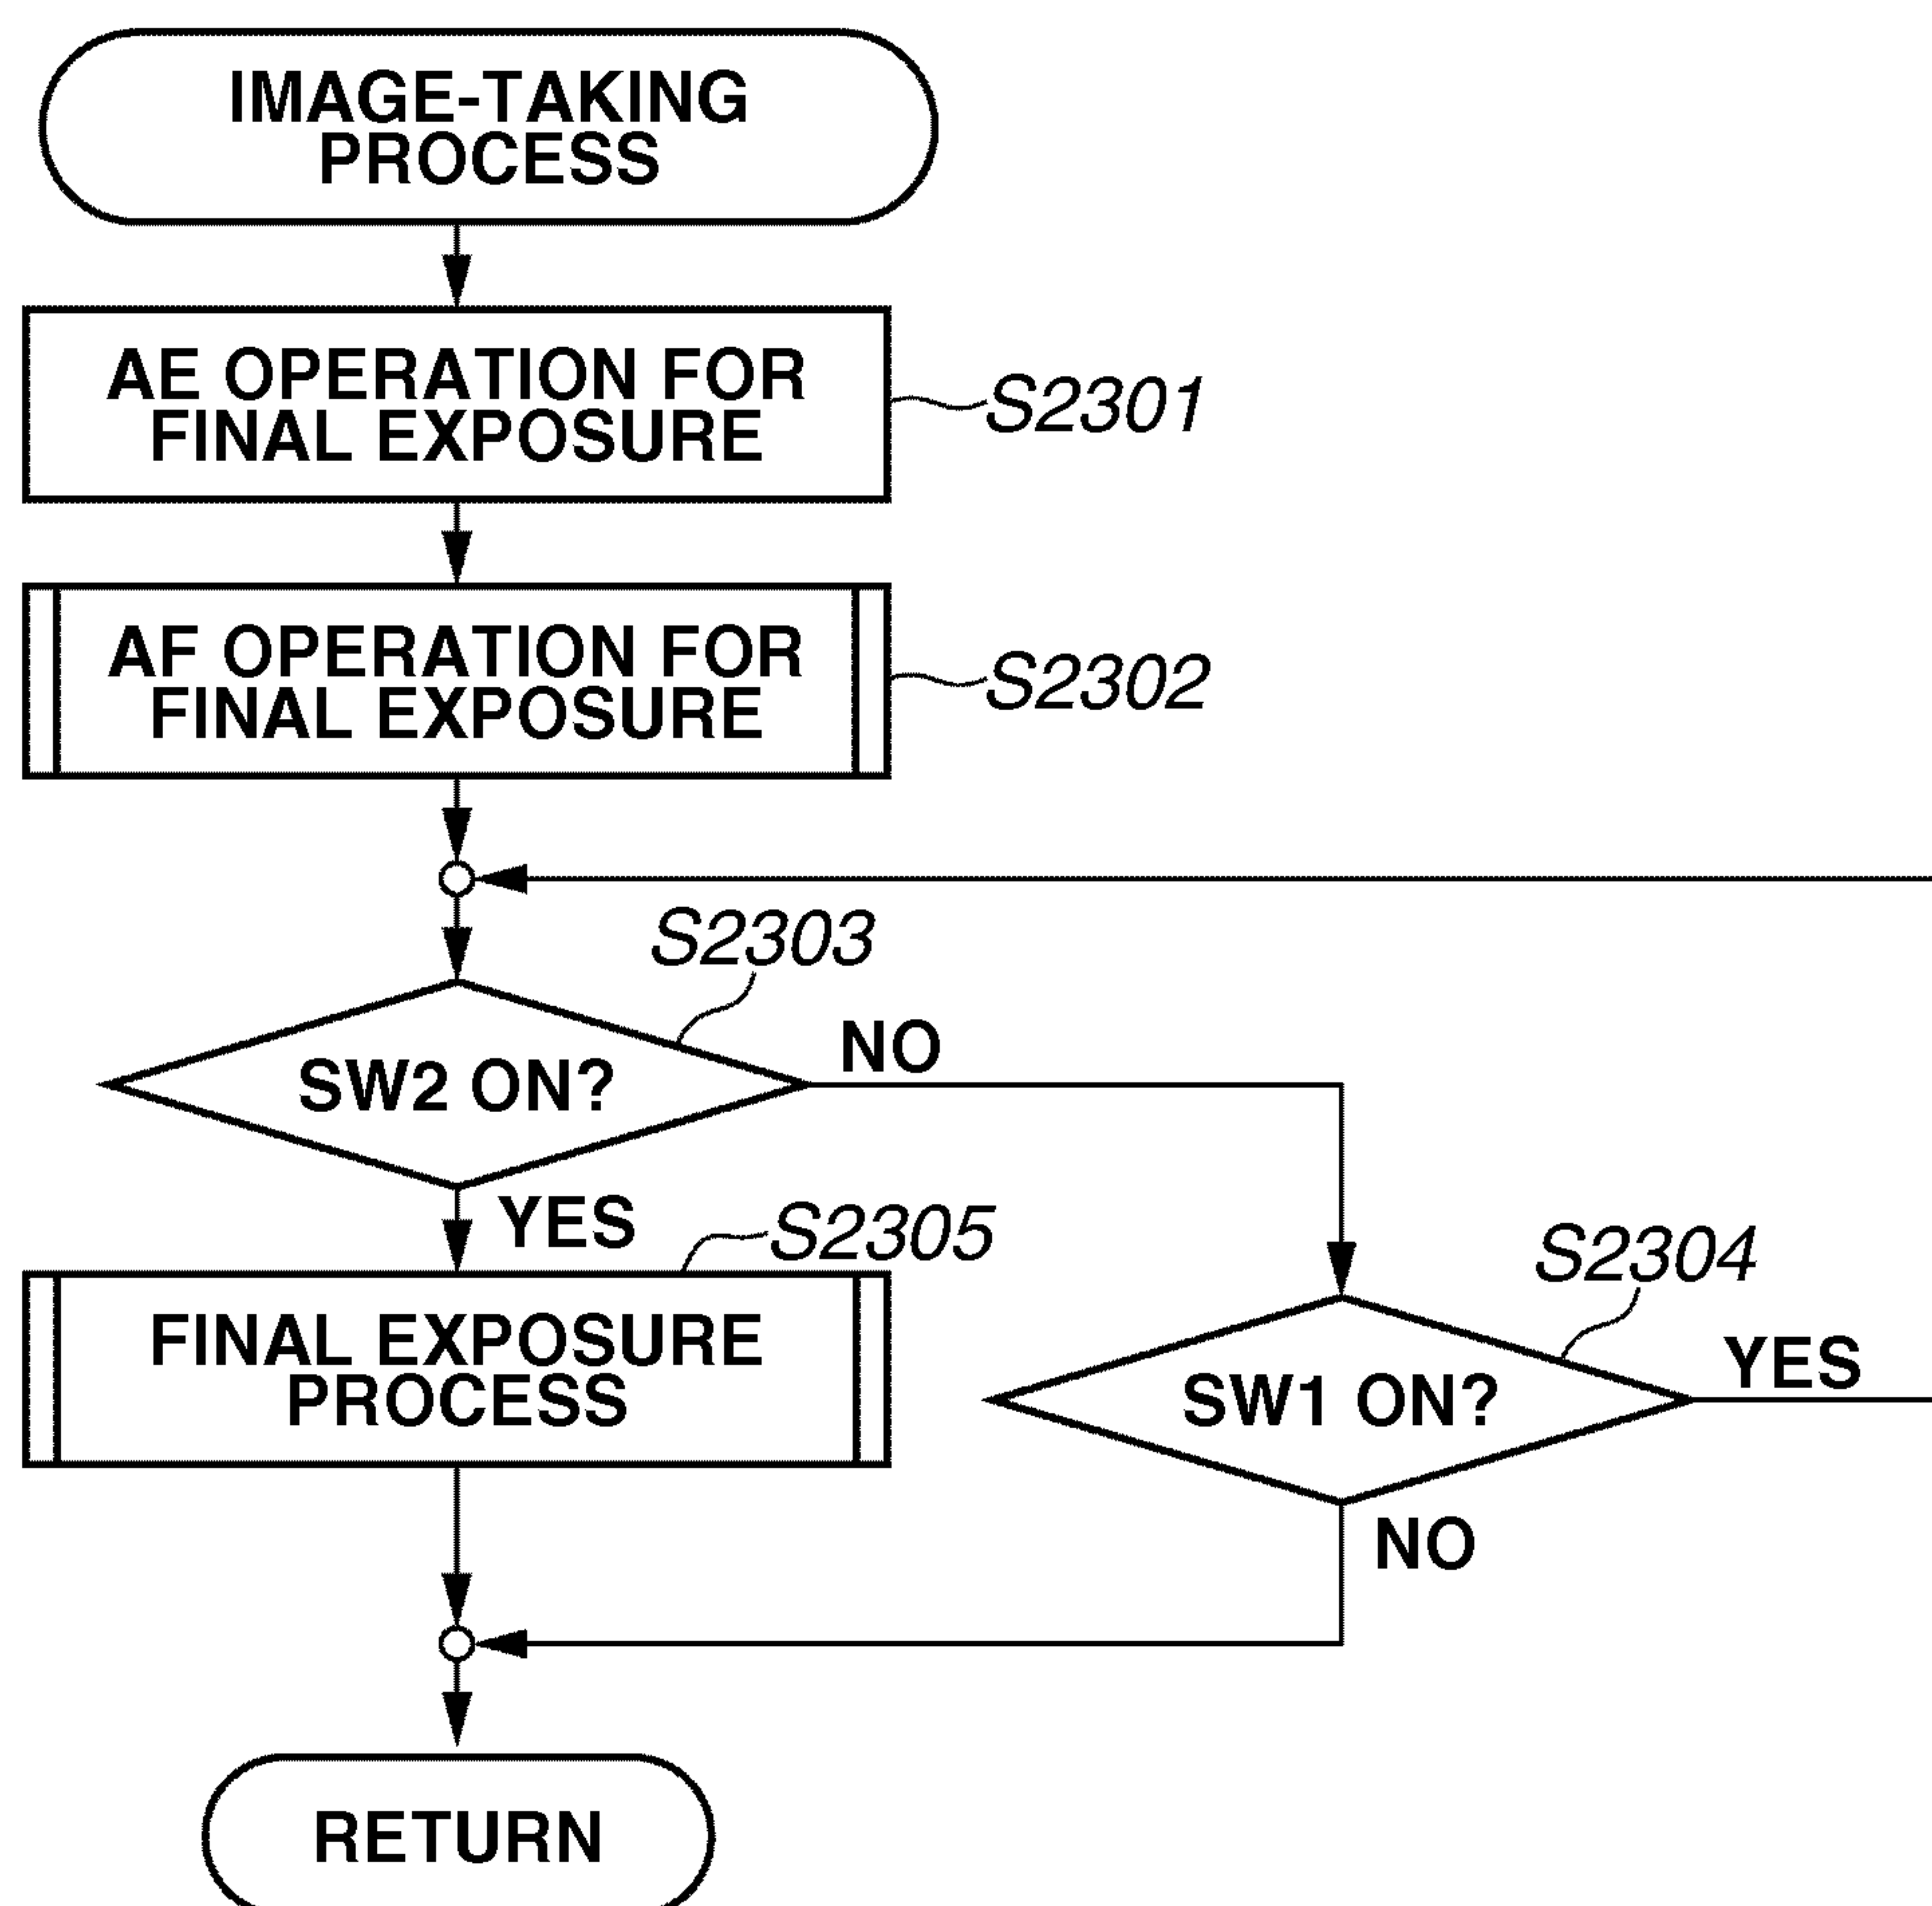 IMAGE-TAKING
PROCESS
AE OPERATION FOR
FINAL EXPOSURE
S2301
AF OPERATION FOR
FINAL EXPOSURE
S2302
S2303
SW2 ON?
NO
YES
S2305
FINAL EXPOSURE
PROCESS
S2304
SW1 ON?
YES
NO
RETURN